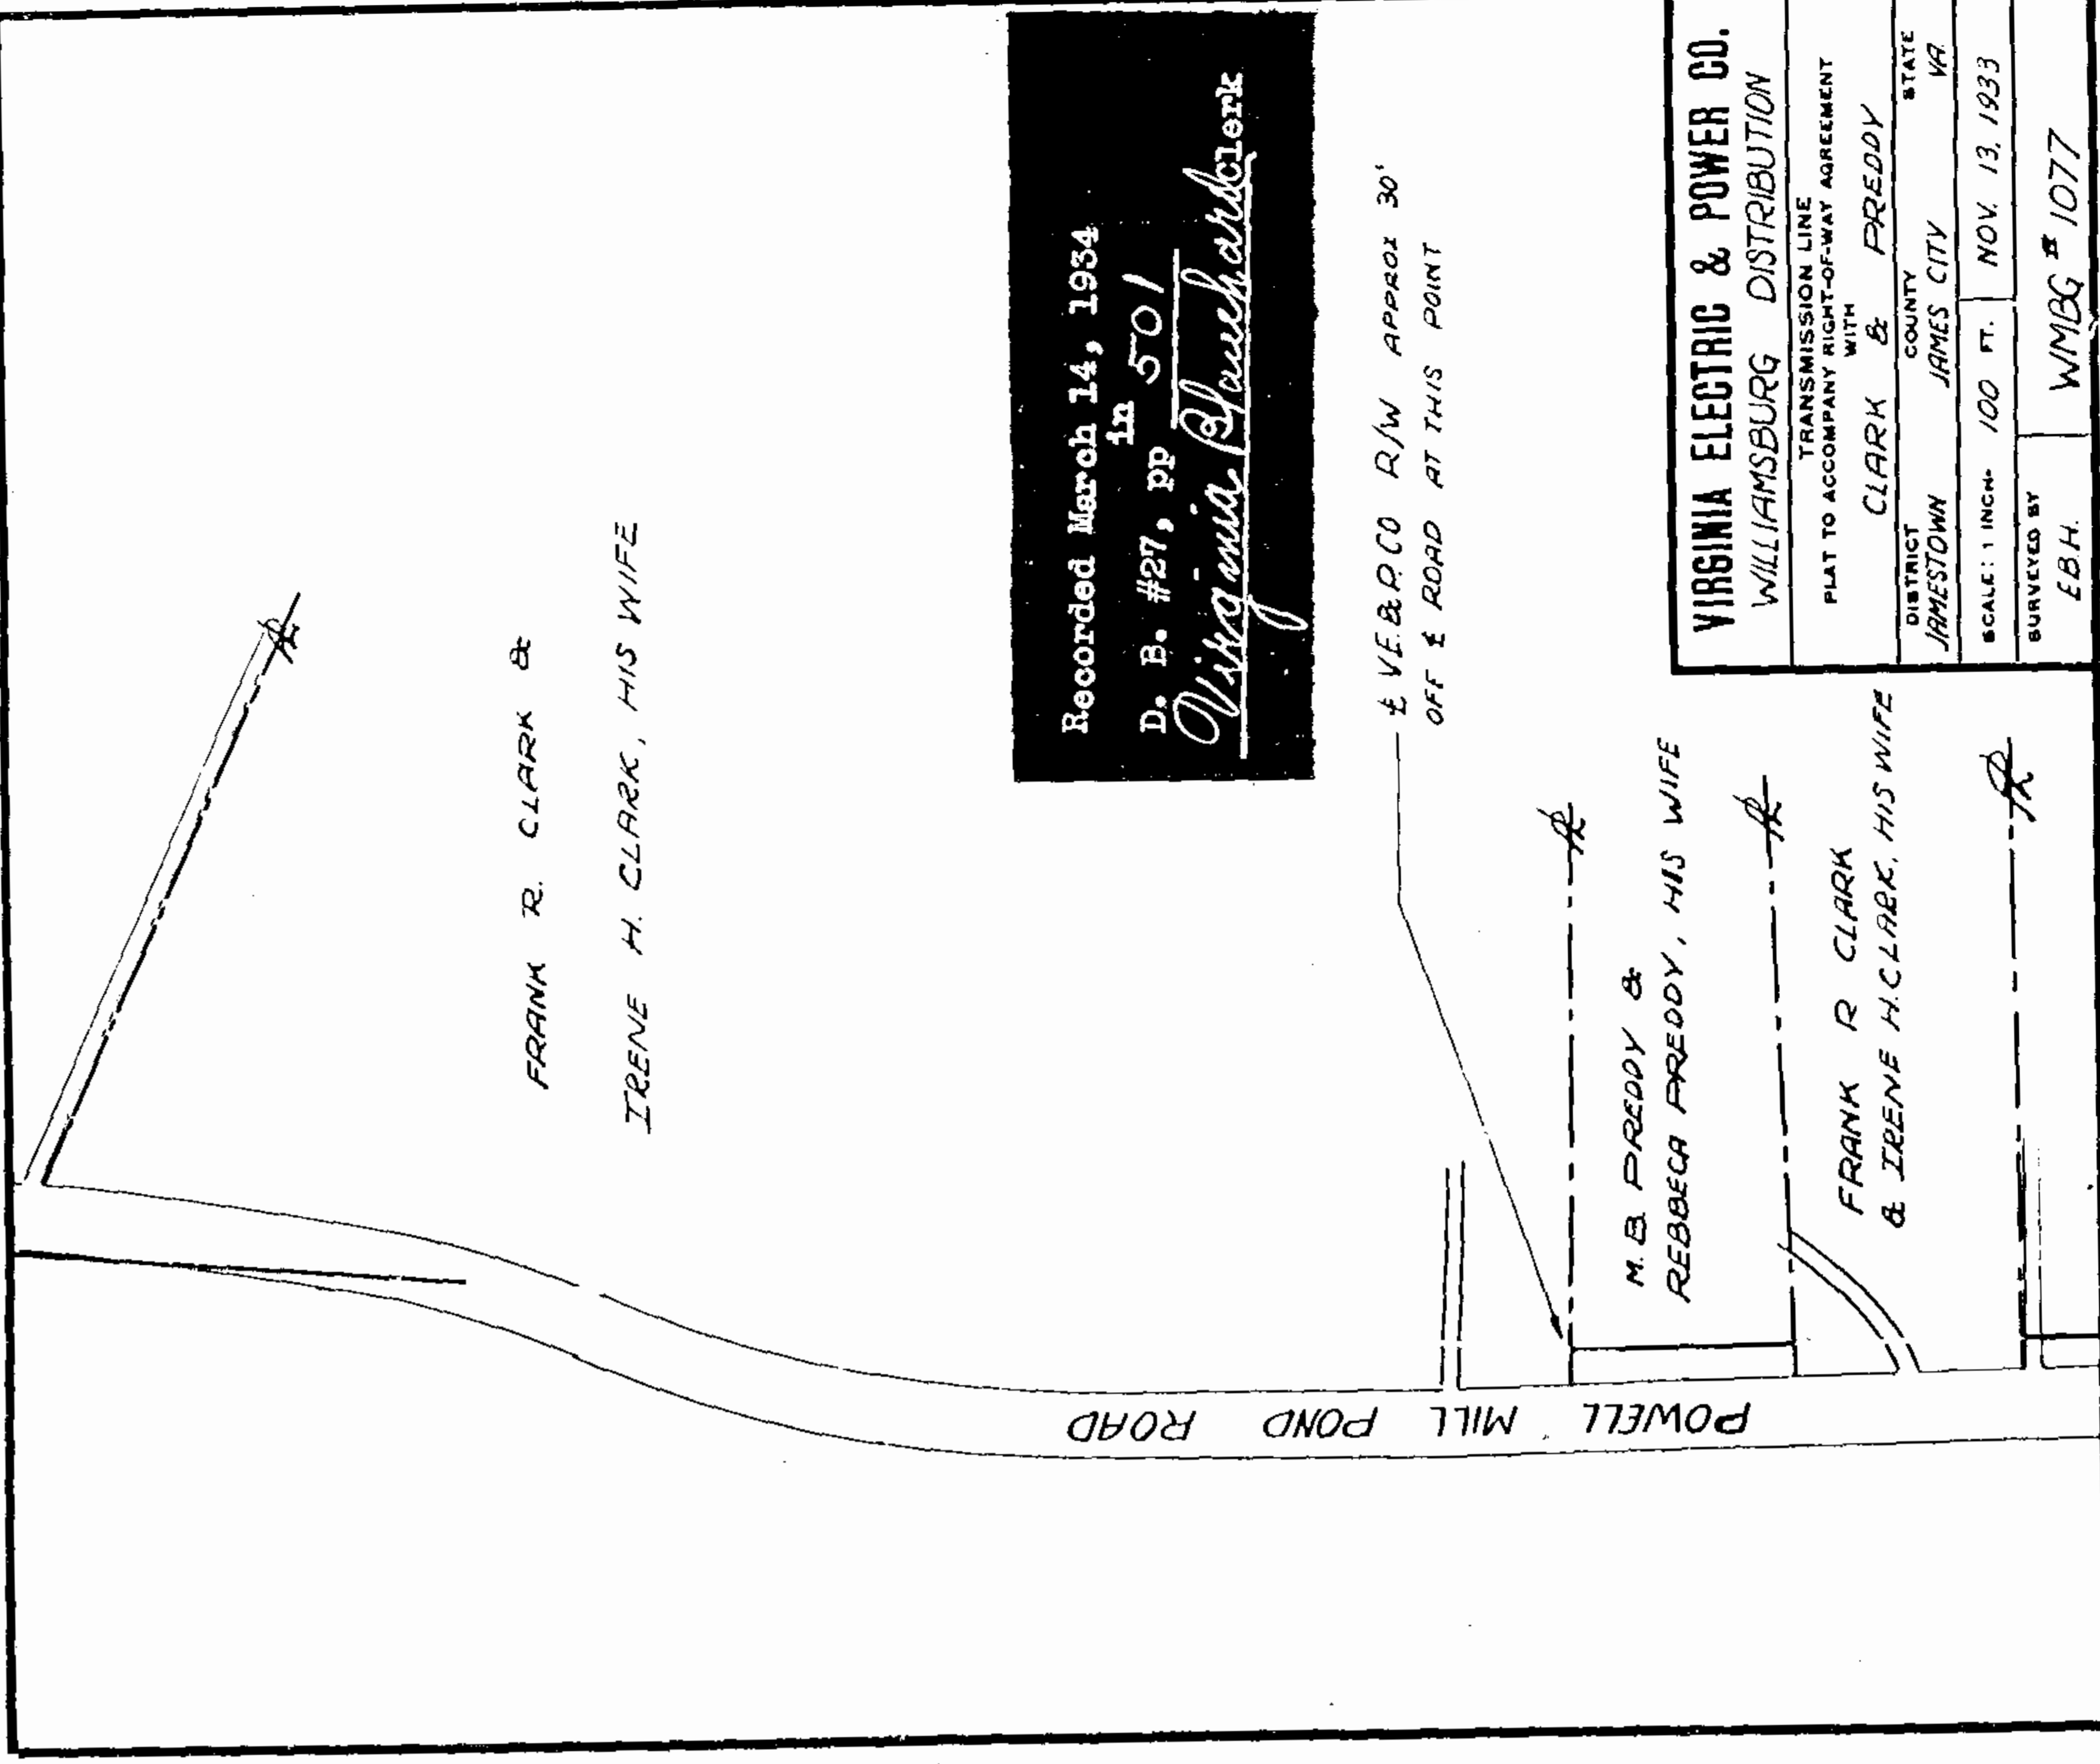 FRANK R. CLARK &
IRENE H. CLARK, HIS WIFE
Recorded March 14, 1934
in
D. B. #27, pp 501
Virginia Blanchard Clerk
℄ V.E.&P.CO R/W APPROX 30'
OFF ℄ ROAD AT THIS POINT
M. B. PREDDY &
REBBECA PREDDY, HIS WIFE
FRANK R CLARK
& IRENE H. CLARK, HIS WIFE
POWELL MILL POND ROAD
VIRGINIA ELECTRIC & POWER CO.
WILLIAMSBURG DISTRIBUTION
TRANSMISSION LINE
PLAT TO ACCOMPANY RIGHT-OF-WAY AGREEMENT
WITH
CLARK & PREDDY
DISTRICT COUNTY STATE
JAMESTOWN JAMES CITY VA.
SCALE: 1 INCH- 100 FT. NOV. 13, 1933
SURVEYED BY
E.B.H. WMBG # 1077